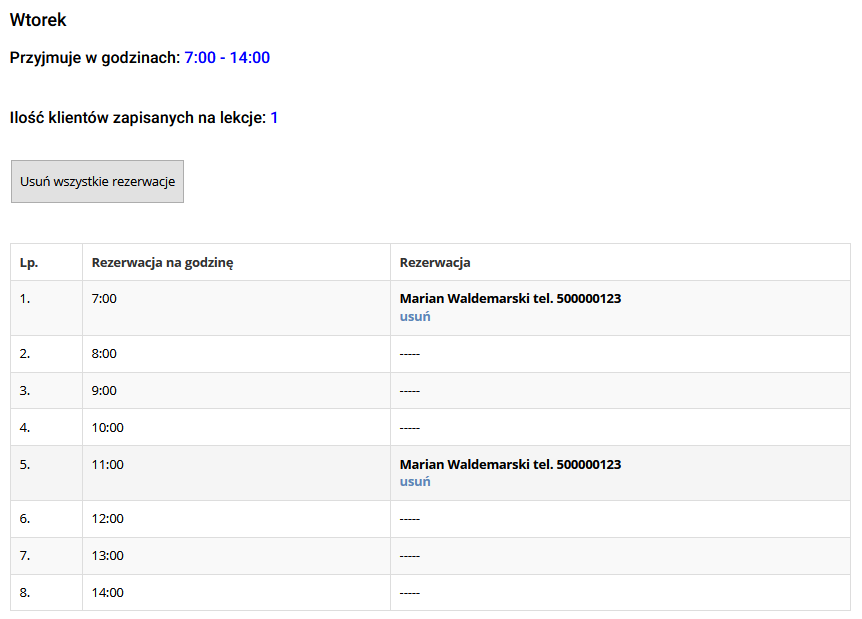 Wtorek
Przyjmuje w godzinach: 7:00 - 14:00
Ilość klientów zapisanych na lekcje: 1
Usuń wszystkie rezerwacje
Lp. Rezerwacja na godzinę Rezerwacja
1. 7:00 Marian Waldemarski tel. 500000123
usuń
2. 8:00 -----
3. 9:00 -----
4. 10:00 -----
5. 11:00 Marian Waldemarski tel. 500000123
usuń
6. 12:00 -----
7. 13:00 -----
8. 14:00 -----